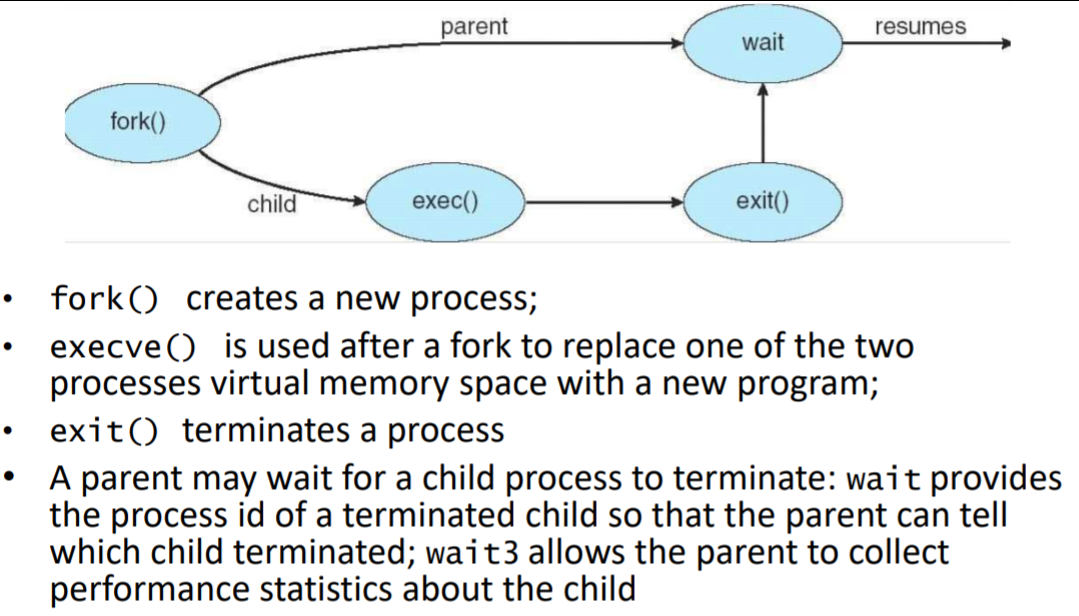 parent
wait
resumes
fork()
child
exec()
exit()
• fork() creates a new process;
• execve() is used after a fork to replace one of the two
processes virtual memory space with a new program;
• exit() terminates a process
• A parent may wait for a child process to terminate: wait provides
the process id of a terminated child so that the parent can tell
which child terminated; wait3 allows the parent to collect
performance statistics about the child